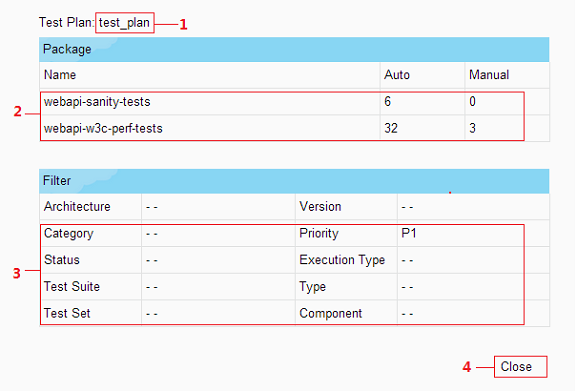 Test Plan: test_plan 1
Package
Name Auto Manual
2 webapi-sanity-tests 6 0
webapi-w3c-perf-tests 32 3
Filter
Architecture - - Version - -
Category - - Priority P1
3 Status - - Execution Type - -
Test Suite - - Type - -
Test Set - - Component - -
4 Close